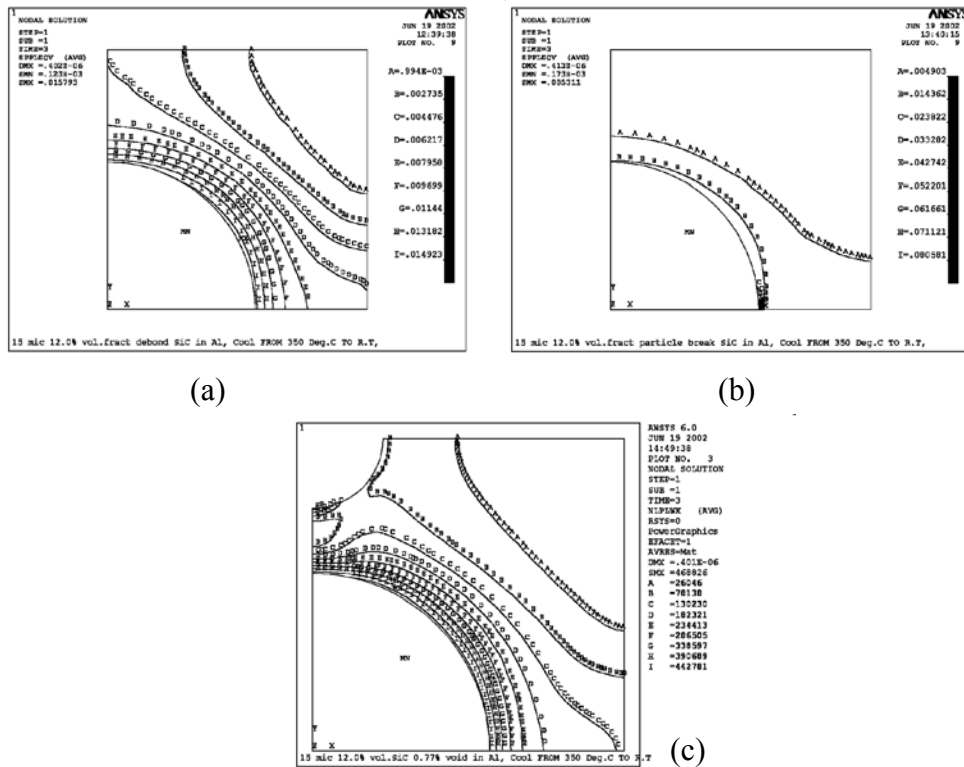 1
NODAL SOLUTION
STEP=1
SUB =1
TIME=3
EPPLEQV (AVG)
DMX =.402E-06
SMN =.123E-03
SMX =.015793
ANSYS
JUN 19 2002
12:39:38
PLOT NO. 9
A=.994E-03
B=.002735
C=.004476
D=.006217
E=.007958
F=.009699
G=.01144
H=.013182
I=.014923
MN
Y
Z X
15 mic 12.0% vol.fract debond SiC in Al, Cool FROM 350 Deg.C TO R.T,
(a)
1
NODAL SOLUTION
STEP=1
SUB =1
TIME=3
EPPLEQV (AVG)
DMX =.413E-06
SMN =.173E-03
SMX =.085311
ANSYS
JUN 19 2002
13:40:15
PLOT NO. 9
A=.004903
B=.014362
C=.023822
D=.033282
E=.042742
F=.052201
G=.061661
H=.071121
I=.080581
MN
Y
Z X
15 mic 12.0% vol.fract particle break SiC in Al, Cool FROM 350 Deg.C TO R.T,
(b)
1
ANSYS 6.0
JUN 19 2002
14:49:38
PLOT NO. 3
NODAL SOLUTION
STEP=1
SUB =1
TIME=3
NLPLWK (AVG)
RSYS=0
PowerGraphics
EFACET=1
AVRES=Mat
DMX =.401E-06
SMX =468826
A =26046
B =78138
C =130230
D =182321
E =234413
F =286505
G =338597
H =390689
I =442781
MN
Y
Z X
15 mic 12.0% vol.SiC 0.77% void in Al, Cool FROM 350 Deg.C TO R.T
(c)